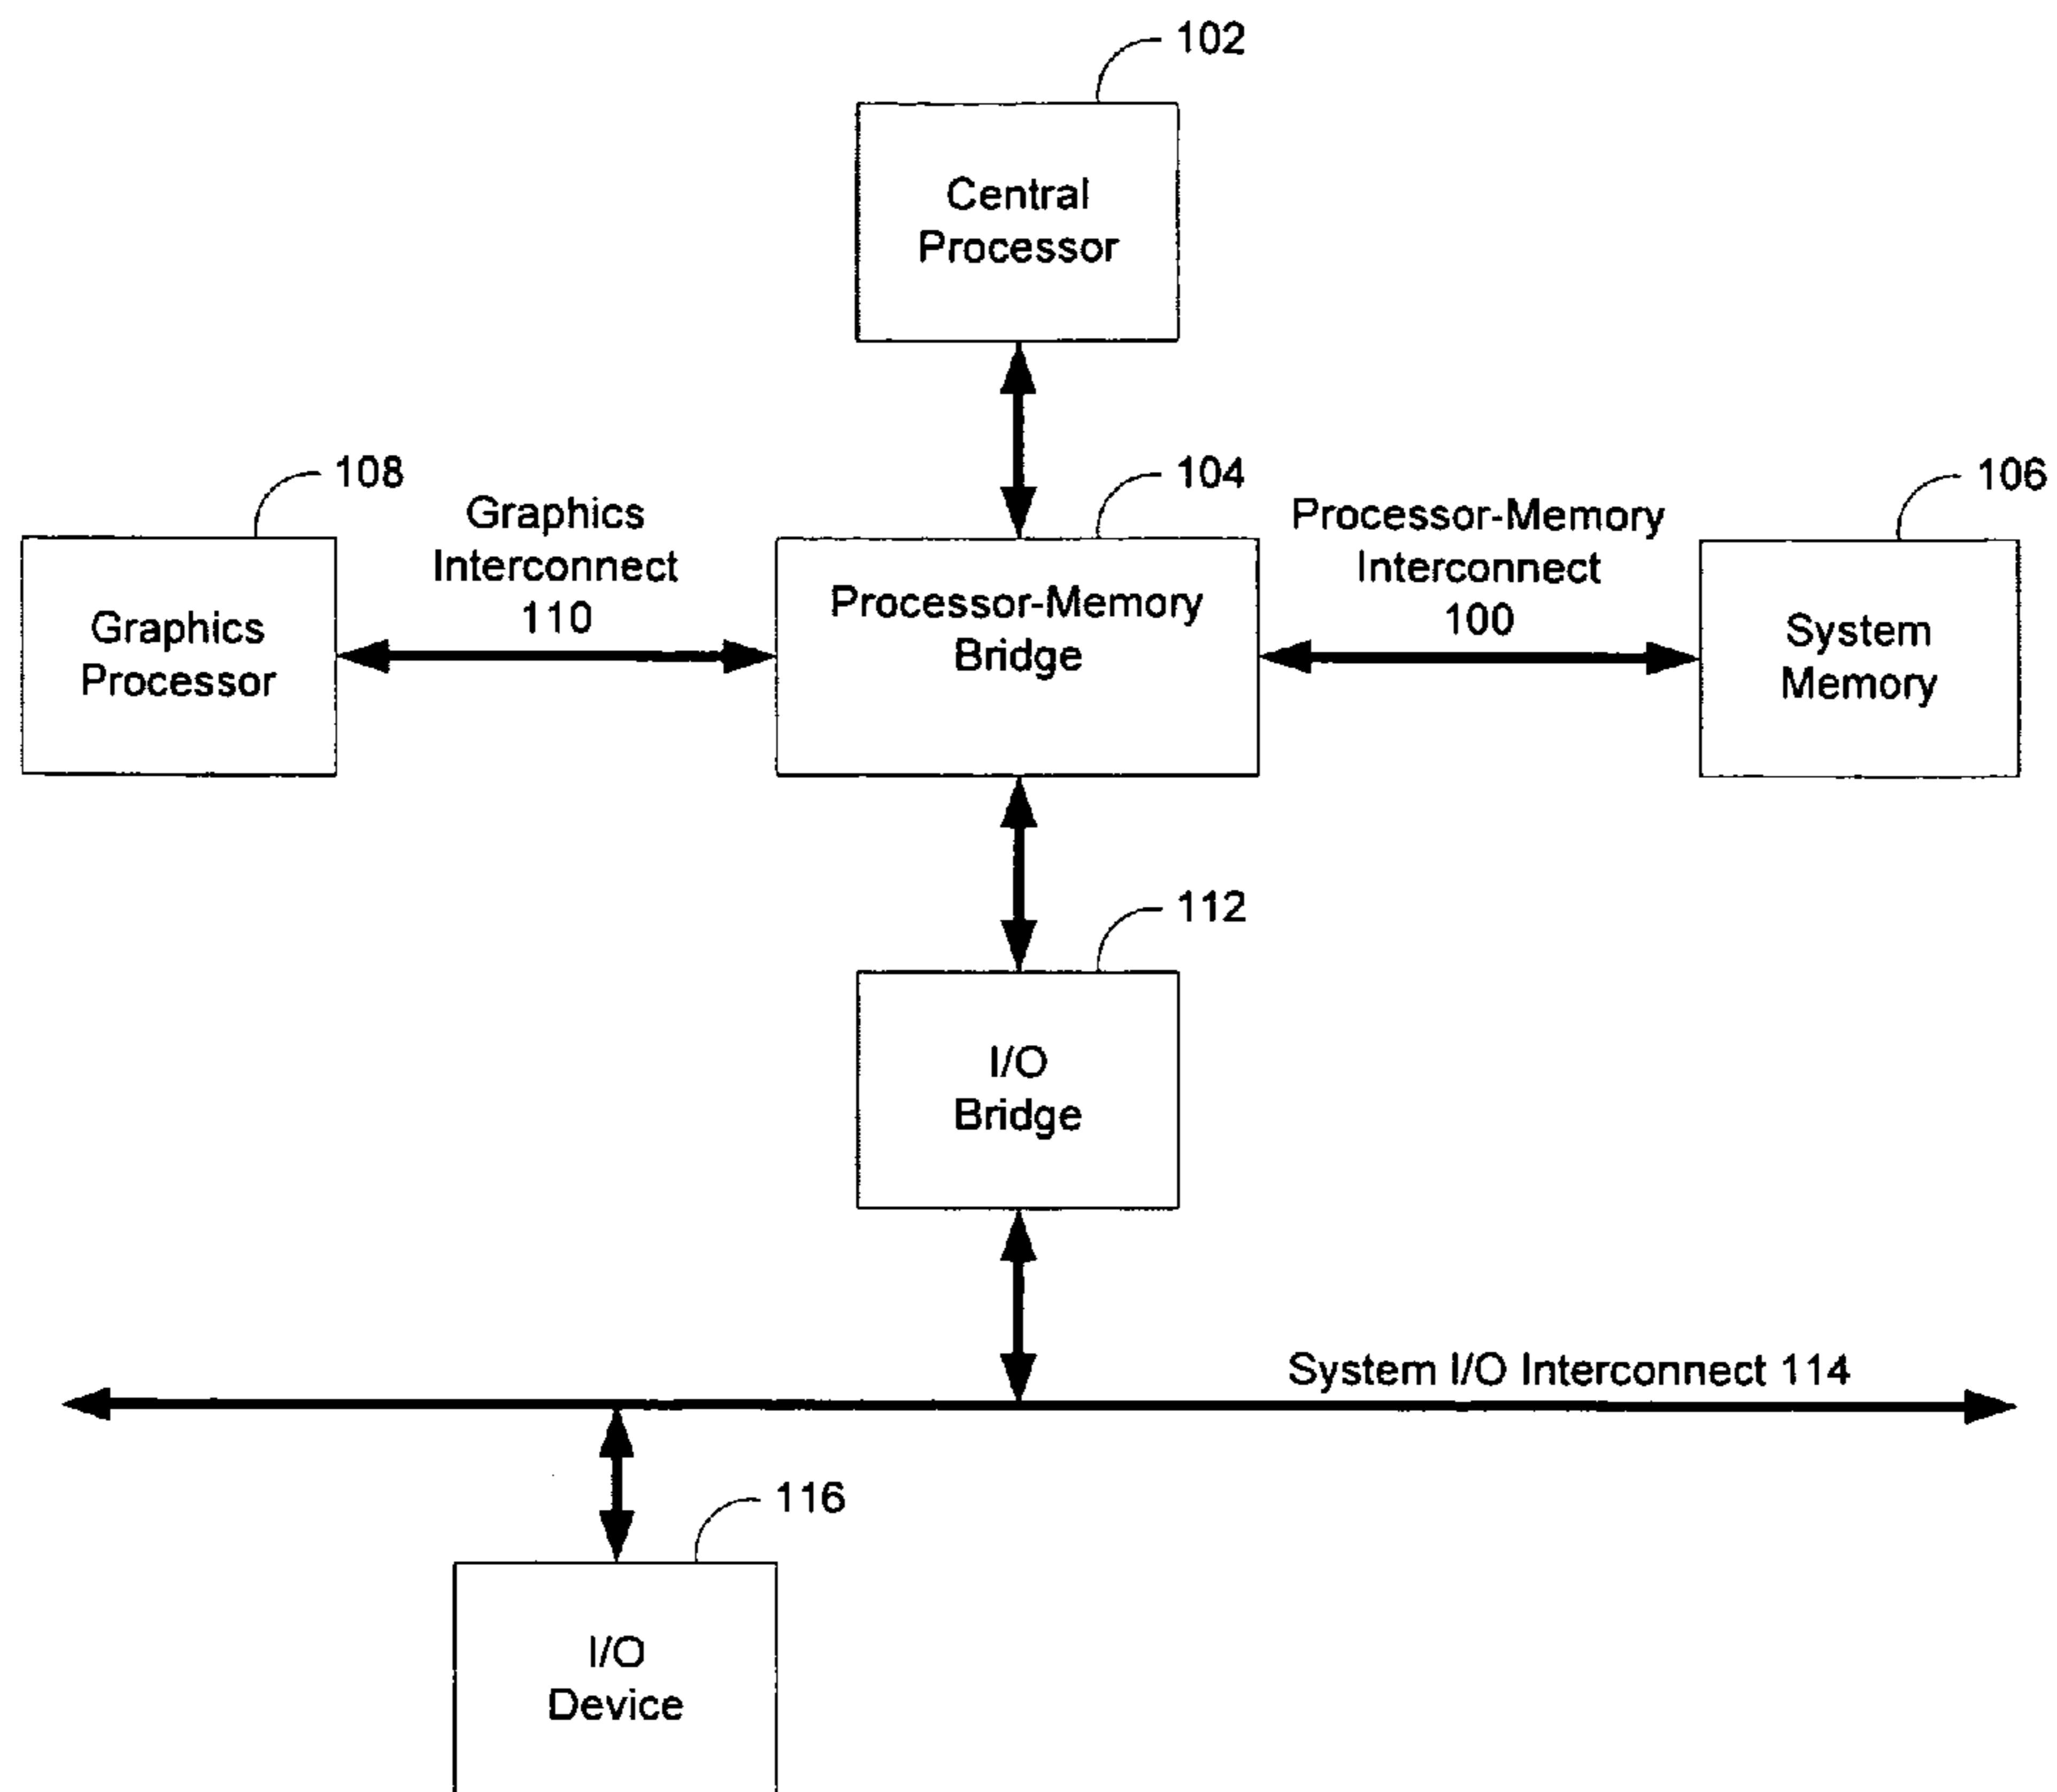 102
Central
Processor
108
Graphics
Interconnect
110
104
Processor-Memory
Interconnect
100
106
Graphics
Processor
Processor-Memory
Bridge
System
Memory
112
I/O
Bridge
System I/O Interconnect 114
116
I/O
Device